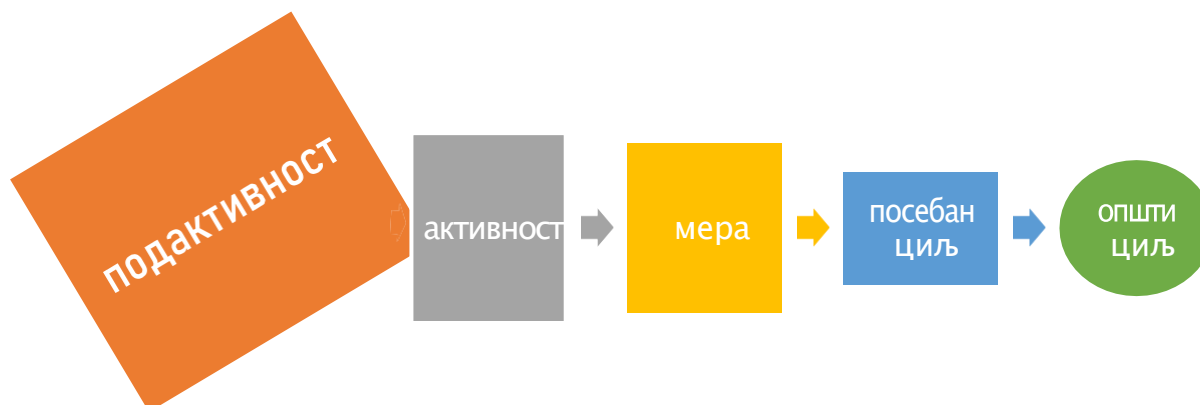 подактивност
активност
мера
посебан
циљ
општи
циљ